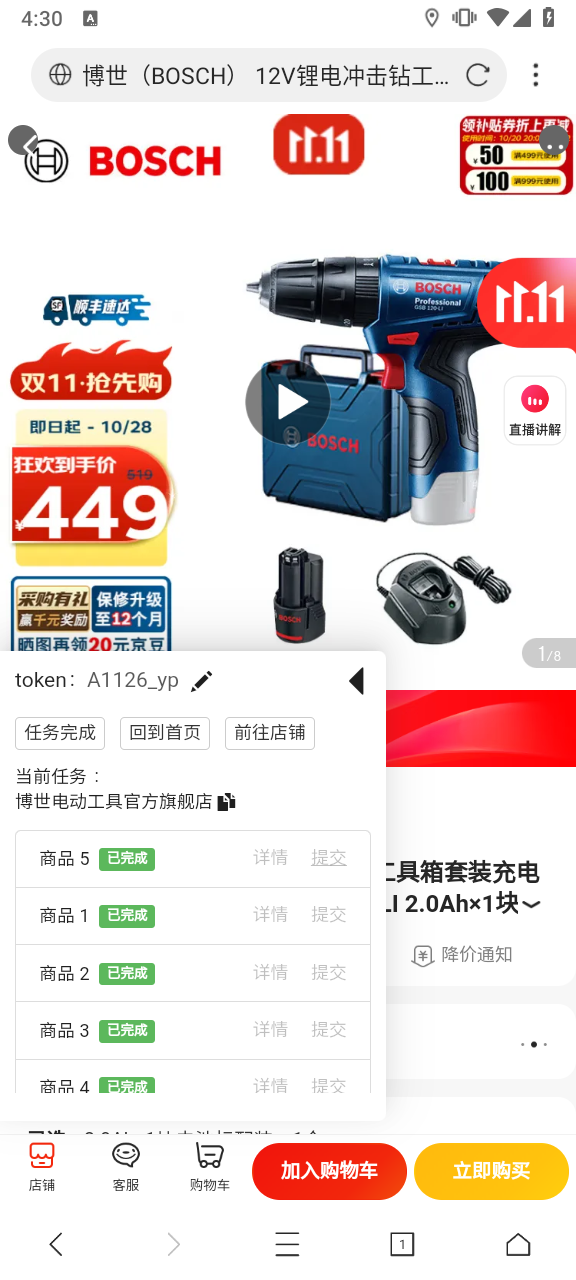 4:30
A
博世（BOSCH） 12V锂电冲击钻工...
BOSCH
11.11
领补贴券折上再减
¥50 满499元使用
¥100 满999元使用
BOSCH
Professional
GSB 120-LI
11.11
SF 顺丰速达
双11·抢先购
即日起 - 10/28
直播讲解
BOSCH
狂欢到手价 519
¥449
BOSCH
采购有礼 保修升级
赢千元奖励 至12个月
晒图再领20元京豆
1/8
token： A1126_yp
任务完成 回到首页 前往店铺
当前任务：
博世电动工具官方旗舰店
商品 5 已完成 详情 提交
工具箱套装充电
LI 2.0Ah×1块
商品 1 已完成 详情 提交
降价通知
商品 2 已完成 详情 提交
商品 3 已完成 详情 提交
商品 4 已完成 详情 提交
店铺 客服 购物车 加入购物车 立即购买
1